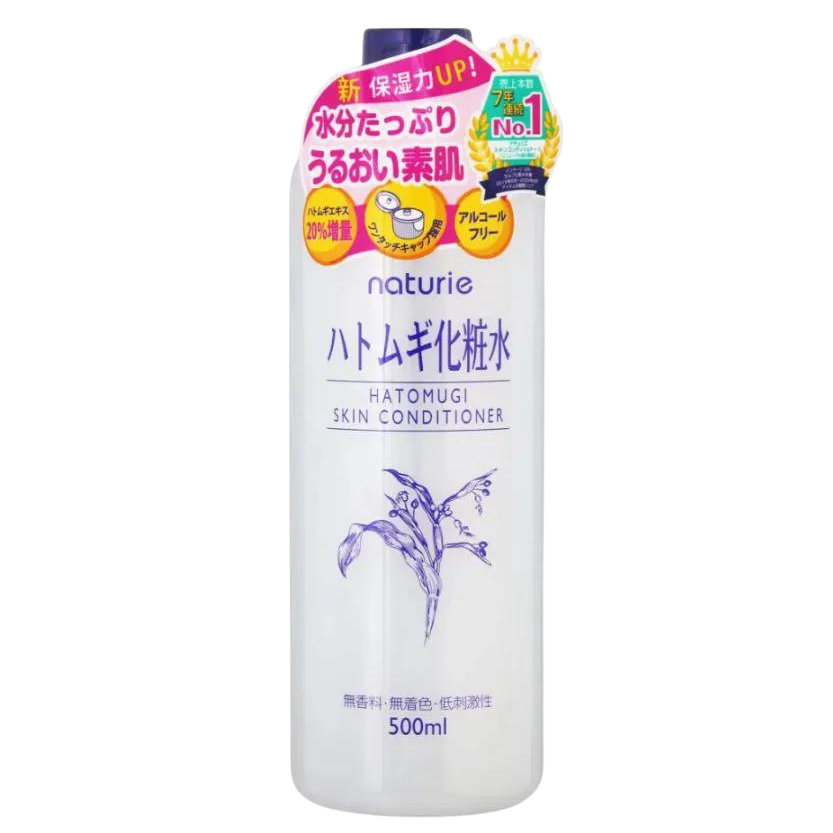 新 保湿力UP!
水分たっぷり
うるおい素肌
ハトムギエキス
20%増量
ワンタッチキャップ採用
アルコール
フリー
売上本数
7年
連続
No.1
naturie
ハトムギ化粧水
HATOMUGI
SKIN CONDITIONER
無香料・無着色・低刺激性
500ml